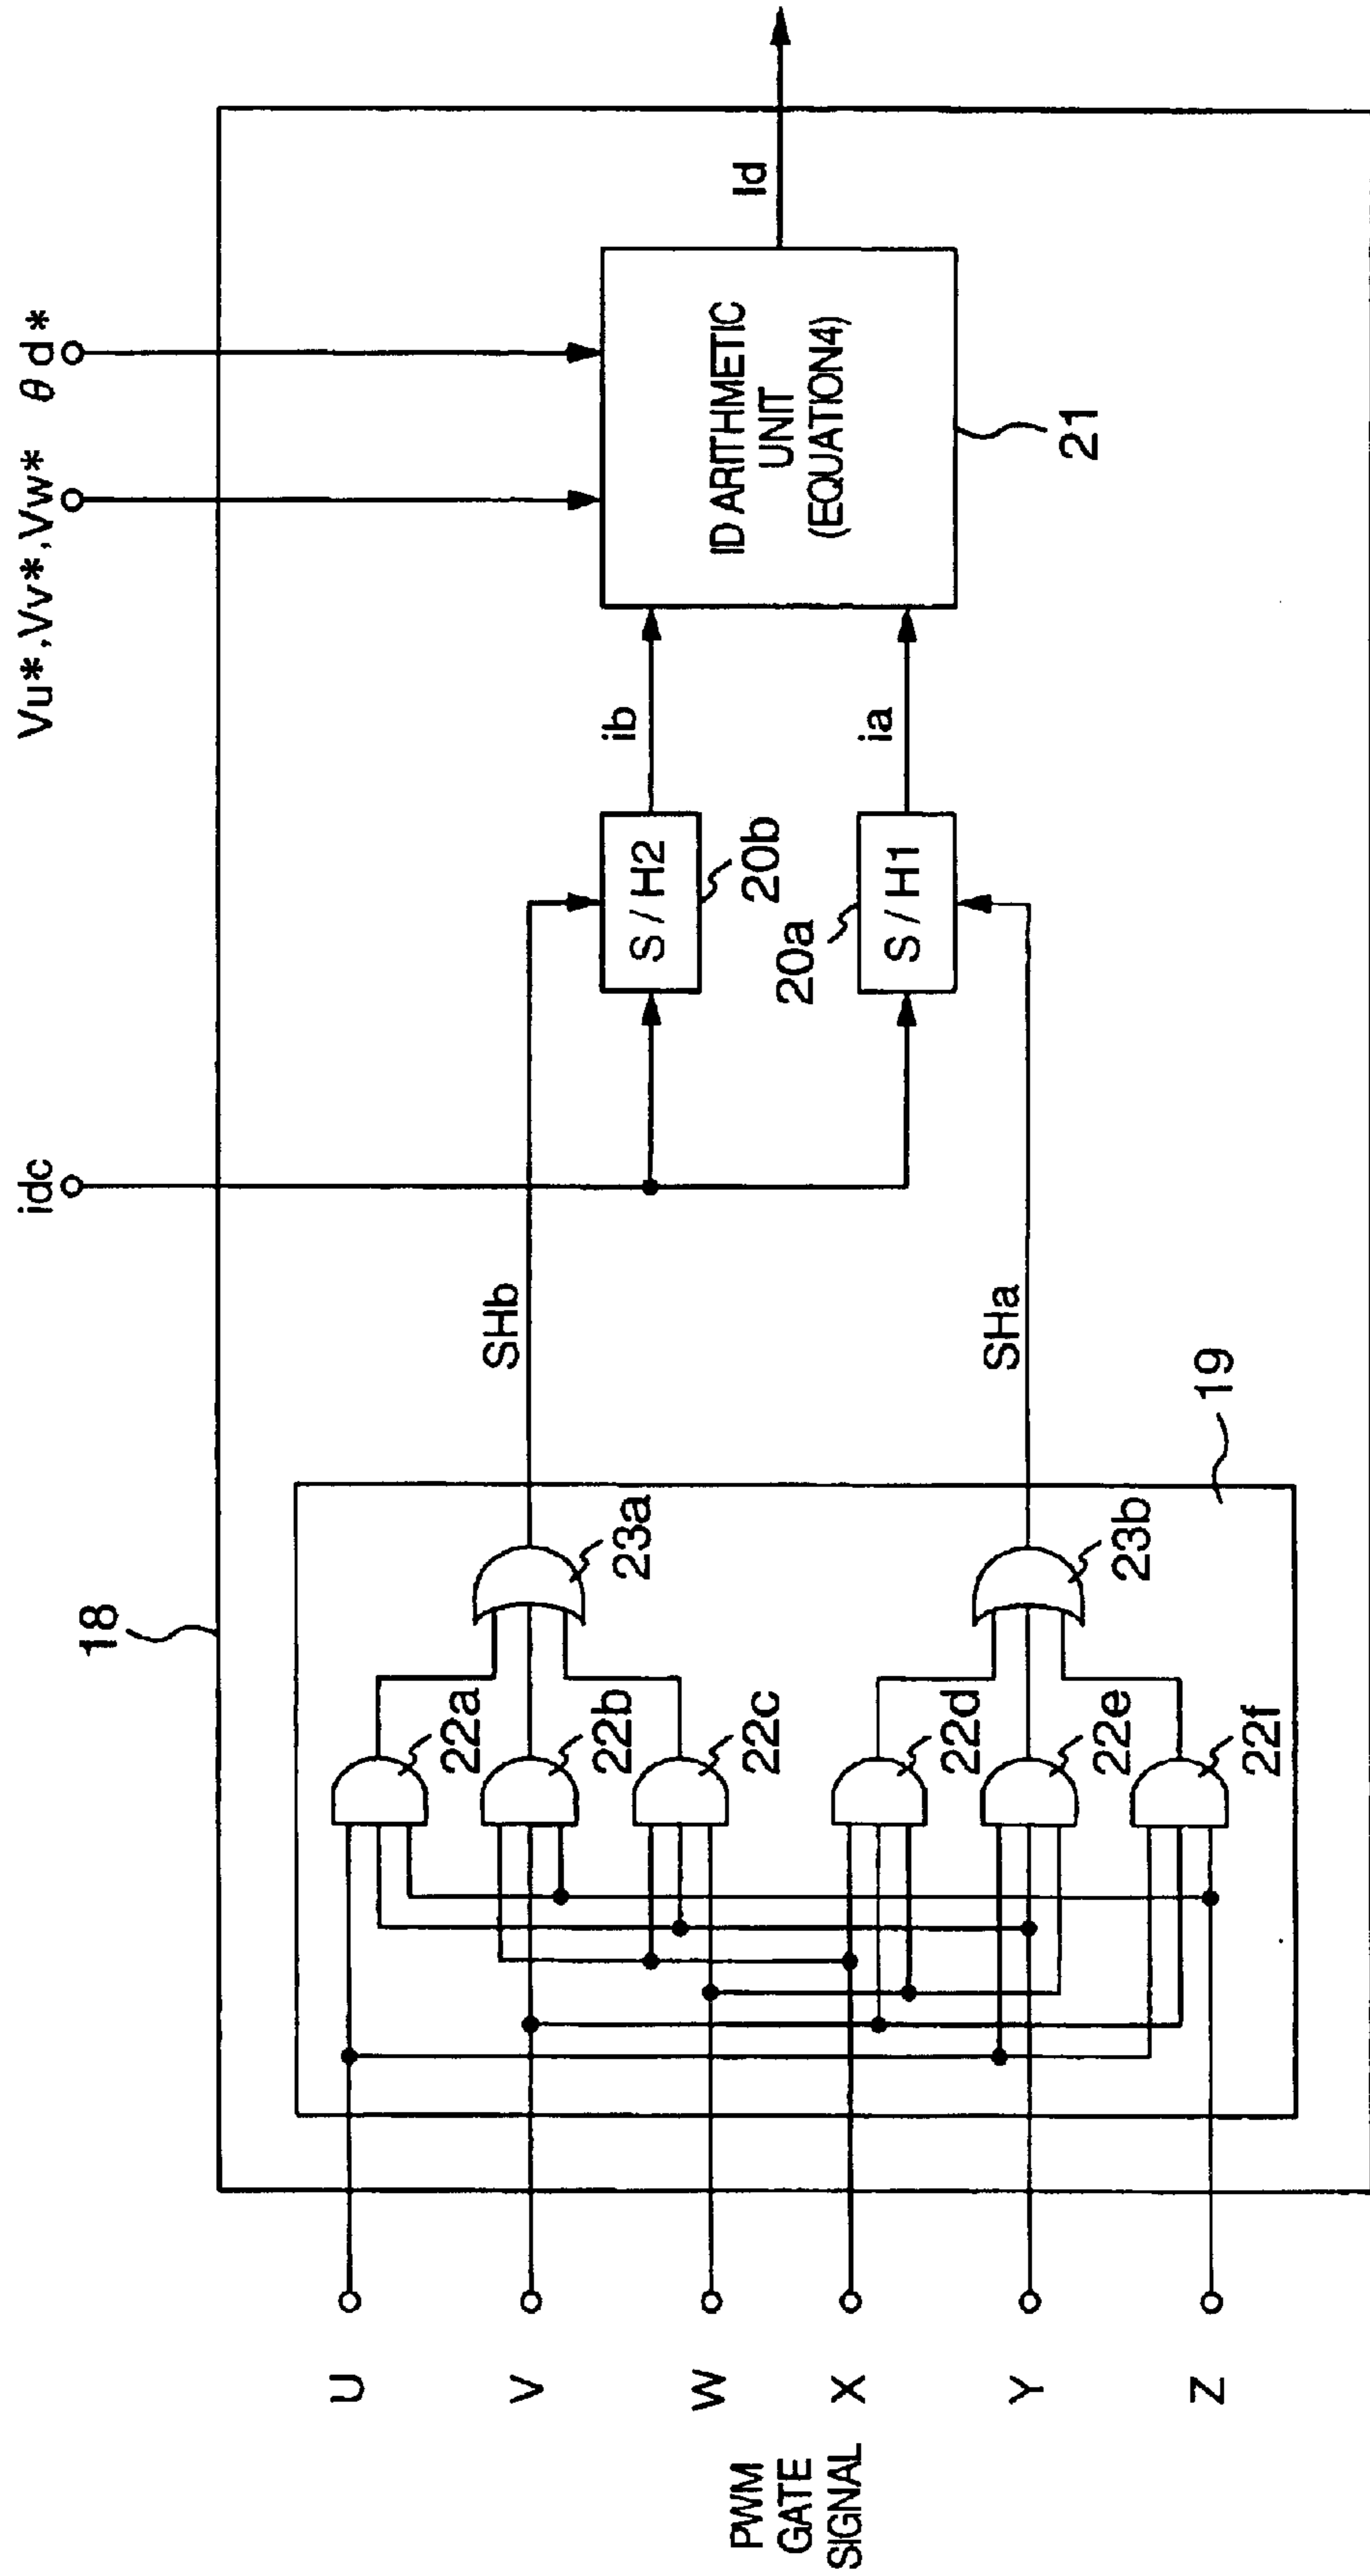 Vu*,Vv*,Vw* θd*
idc
18
SHb
ib
Id
ID ARITHMETIC
UNIT
(EQUATION4)
21
S/H2
20b
20a
S/H1
ia
SHa
19
23a
23b
22a
22b
22c
22d
22e
22f
U
V
W
X
Y
Z
PWM
GATE
SIGNAL